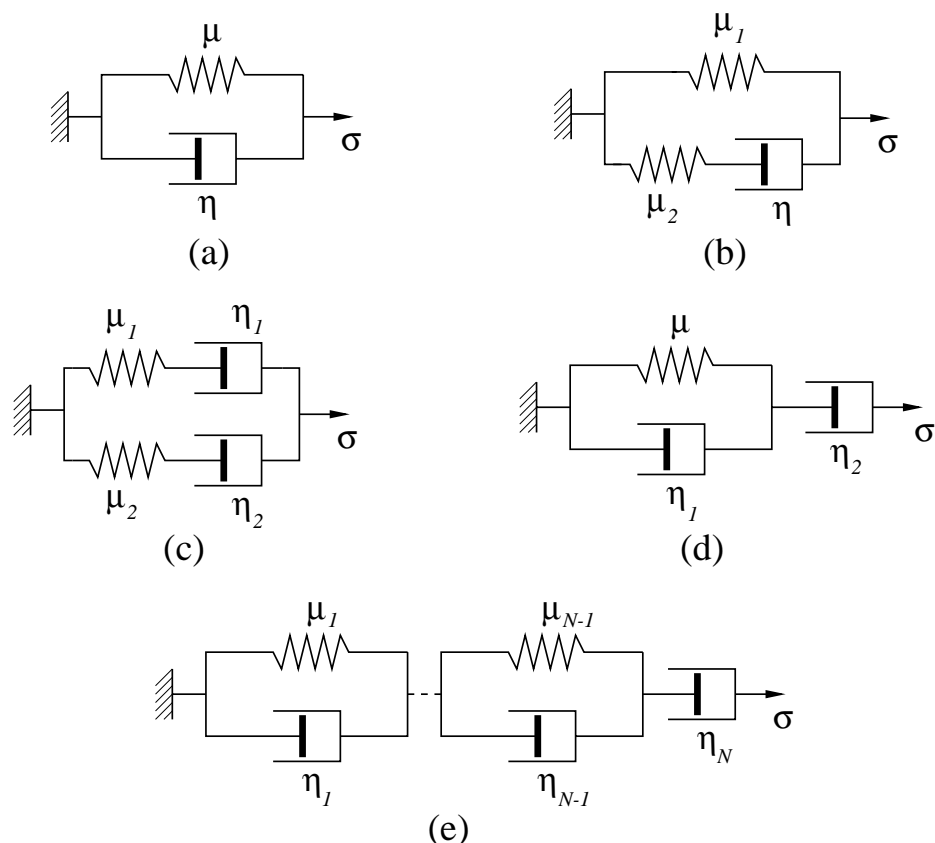 μ
η
σ
(a)
μ1
μ2
η
σ
(b)
μ1
η1
μ2
η2
σ
(c)
μ
η1
η2
σ
(d)
μ1
η1
μN-1
ηN-1
ηN
σ
(e)